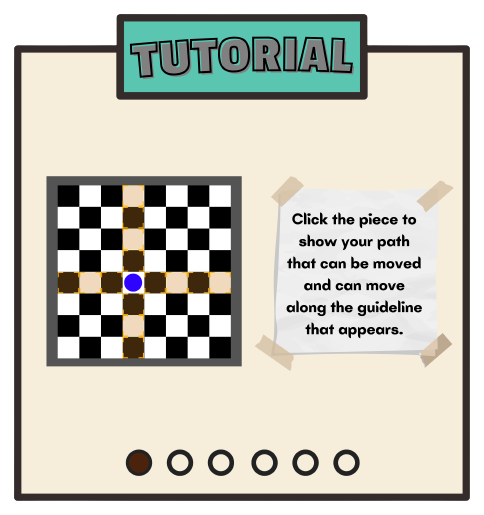 TUTORIAL
Click the piece to
show your path
that can be moved
and can move
along the guideline
that appears.